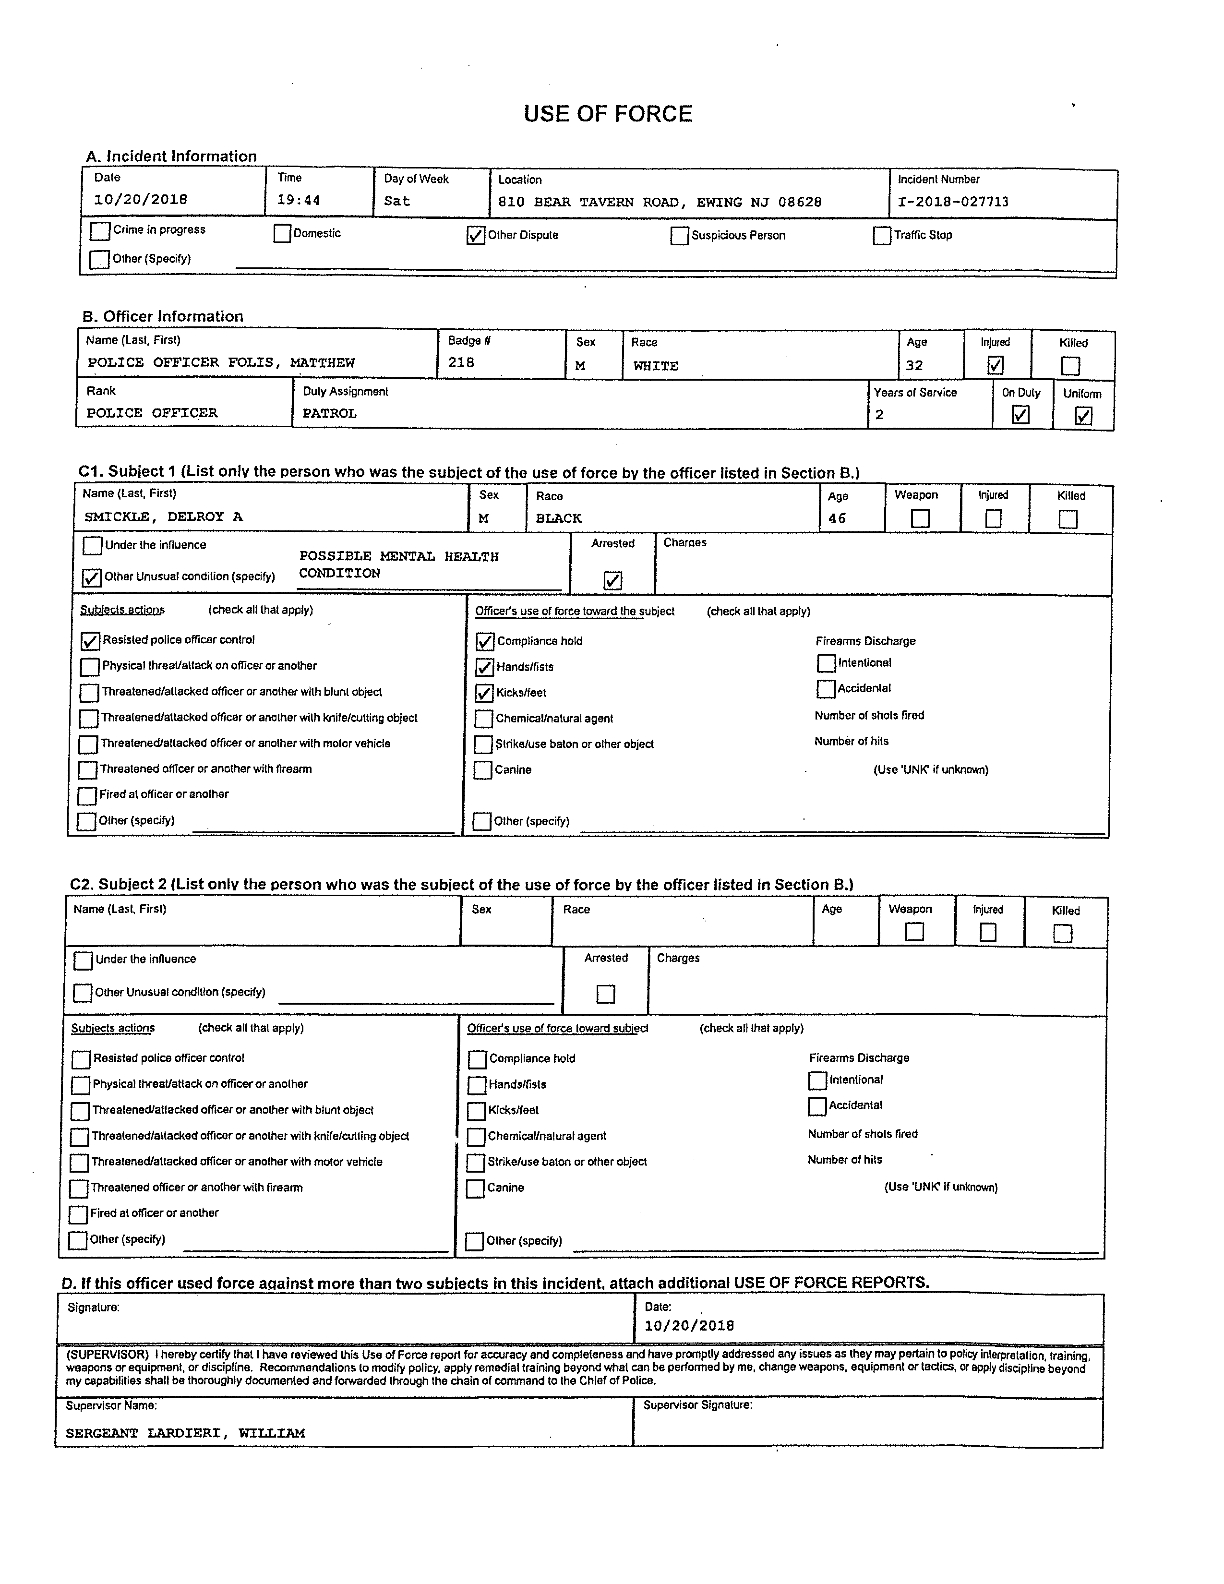 USE OF FORCE
A. Incident Information
Date Time Day of Week Location Incident Number
10/20/2018 19:44 Sat 810 BEAR TAVERN ROAD, EWING NJ 08628 I-2018-027713
Crime in progress Domestic Other Dispute Suspicious Person Traffic Stop
Other (Specify)
B. Officer Information
Name (Last, First) Badge # Sex Race Age Injured Killed
POLICE OFFICER FOLIS, MATTHEW 218 M WHITE 32
Rank Duty Assignment Years of Service On Duty Uniform
POLICE OFFICER PATROL 2
C1. Subject 1 (List only the person who was the subject of the use of force by the officer listed in Section B.)
Name (Last, First) Sex Race Age Weapon Injured Killed
SMICKLE, DELROY A M BLACK 46
Under the influence Arrested Charges
POSSIBLE MENTAL HEALTH
Other Unusual condition (specify) CONDITION
Subjects actions (check all that apply) Officer's use of force toward the subject (check all that apply)
Resisted police officer control Compliance hold Firearms Discharge
Physical threat/attack on officer or another Hands/fists Intentional
Threatened/attacked officer or another with blunt object Kicks/feet Accidental
Threatened/attacked officer or another with knife/cutting object Chemical/natural agent Number of shots fired
Threatened/attacked officer or another with motor vehicle Strike/use baton or other object Number of hits
Threatened officer or another with firearm Canine (Use 'UNK' if unknown)
Fired at officer or another
Other (specify) Other (specify)
C2. Subject 2 (List only the person who was the subject of the use of force by the officer listed in Section B.)
Name (Last, First) Sex Race Age Weapon Injured Killed
Under the influence Arrested Charges
Other Unusual condition (specify)
Subjects actions (check all that apply) Officer's use of force toward subject (check all that apply)
Resisted police officer control Compliance hold Firearms Discharge
Physical threat/attack on officer or another Hands/fists Intentional
Threatened/attacked officer or another with blunt object Kicks/feet Accidental
Threatened/attacked officer or another with knife/cutting object Chemical/natural agent Number of shots fired
Threatened/attacked officer or another with motor vehicle Strike/use baton or other object Number of hits
Threatened officer or another with firearm Canine (Use 'UNK' if unknown)
Fired at officer or another
Other (specify) Other (specify)
D. If this officer used force against more than two subjects in this incident, attach additional USE OF FORCE REPORTS.
Signature: Date:
10/20/2018
(SUPERVISOR) I hereby certify that I have reviewed this Use of Force report for accuracy and completeness and have promptly addressed any issues as they may pertain to policy interpretation, training,
weapons or equipment, or discipline. Recommendations to modify policy, apply remedial training beyond what can be performed by me, change weapons, equipment or tactics, or apply discipline beyond
my capabilities shall be thoroughly documented and forwarded through the chain of command to the Chief of Police.
Supervisor Name: Supervisor Signature:
SERGEANT LARDIERI, WILLIAM